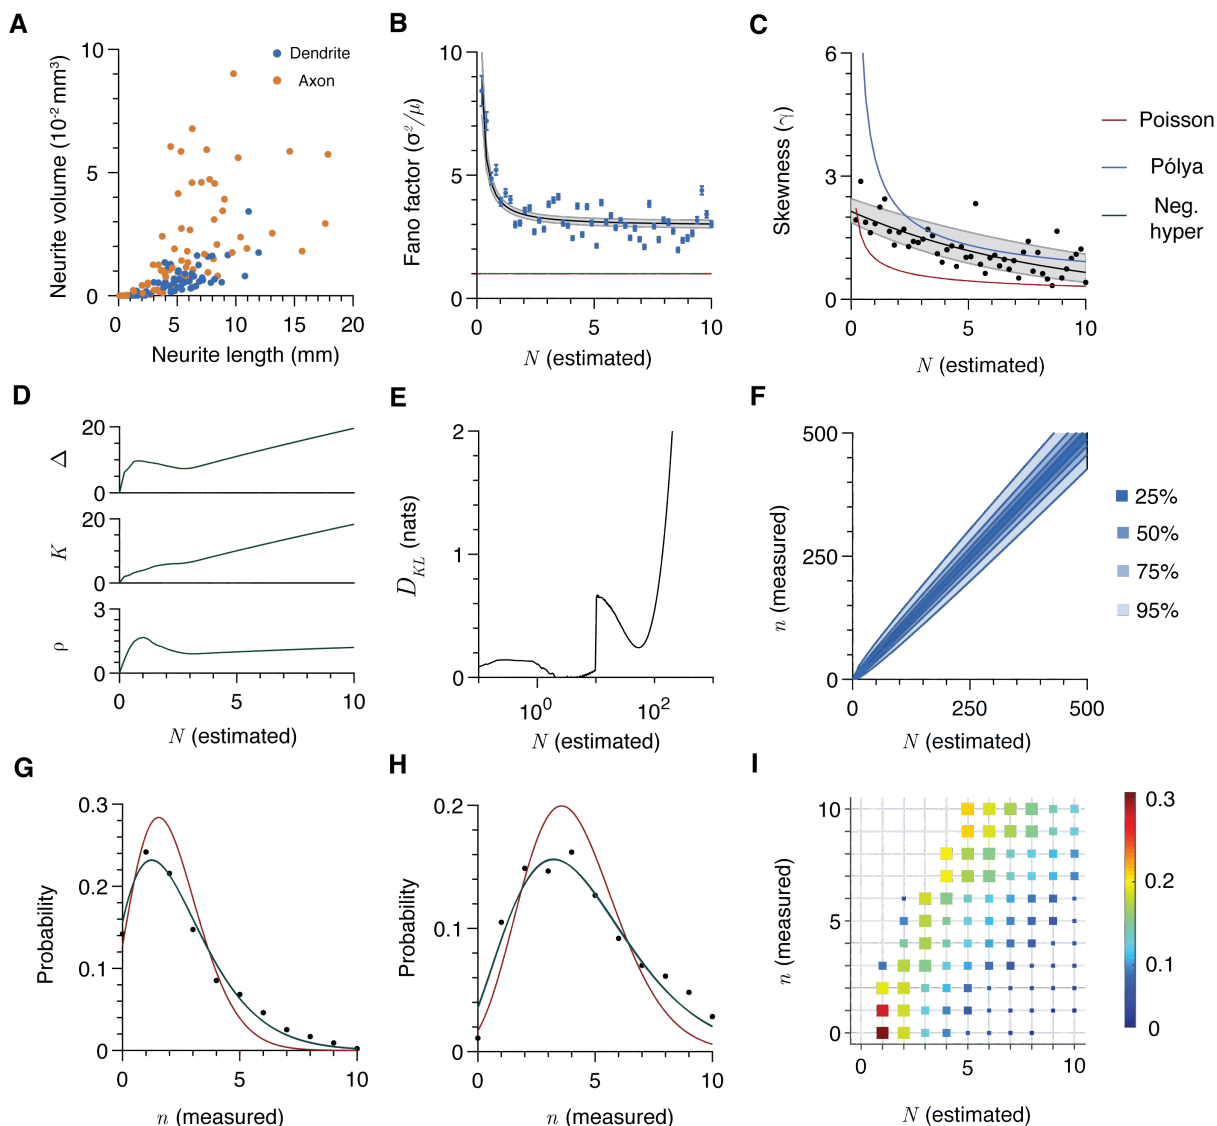 A
Neurite volume (10⁻² mm³)
10
5
0
Dendrite
Axon
0
5
10
15
20
Neurite length (mm)
B
Fano factor (σ²/μ)
10
5
0
0
5
10
N (estimated)
C
Skewness (γ)
6
3
0
0
5
10
N (estimated)
Poisson
Pólya
Neg.
hyper
D
Δ
20
0
K
20
0
ρ
3
0
0
5
10
N (estimated)
E
D_KL (nats)
2
1
0
10⁰
10²
N (estimated)
F
n (measured)
500
250
0
0
250
500
N (estimated)
25%
50%
75%
95%
G
Probability
0.3
0.2
0.1
0
0
5
10
n (measured)
H
Probability
0.2
0.1
0
0
5
10
n (measured)
I
n (measured)
10
5
0
0
5
10
N (estimated)
0.3
0.2
0.1
0